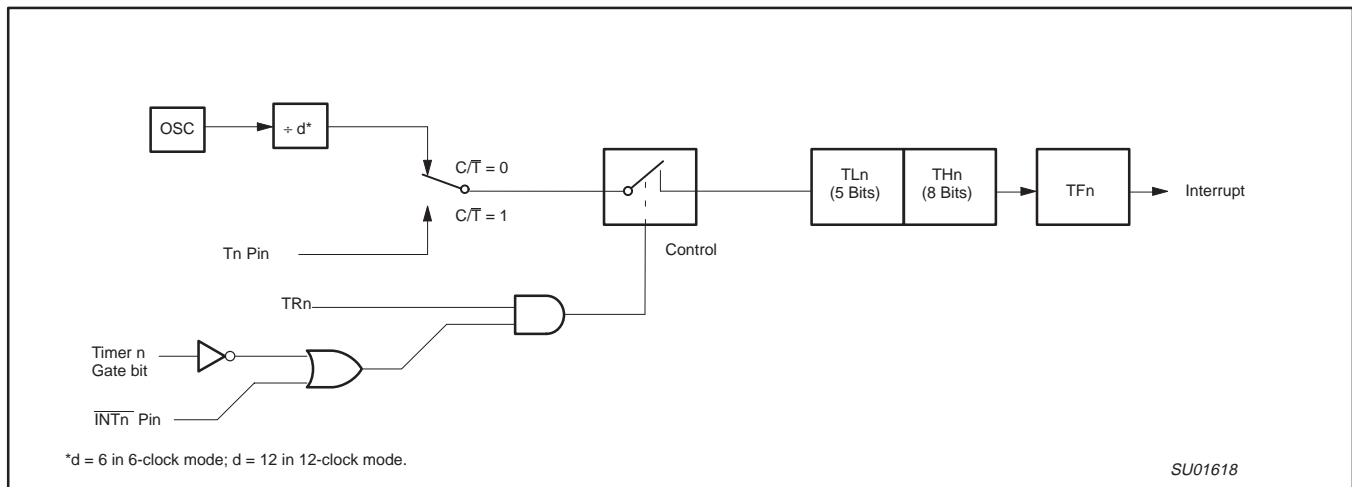 OSC
÷ d*
C/T̅ = 0
C/T̅ = 1
Tn Pin
TLn
(5 Bits)
THn
(8 Bits)
TFn
Interrupt
Control
TRn
Timer n
Gate bit
I̅N̅T̅n̅ Pin
*d = 6 in 6-clock mode; d = 12 in 12-clock mode.
SU01618